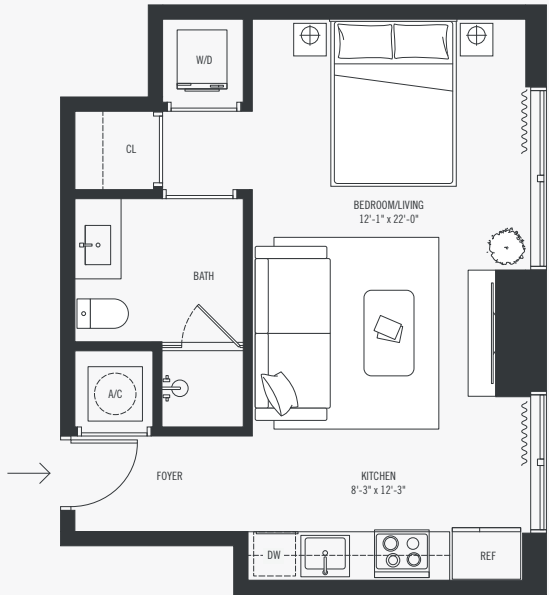 W/D
CL
BEDROOM/LIVING
12'-1" x 22'-0"
BATH
A/C
FOYER
KITCHEN
8'-3" x 12'-3"
DW
REF